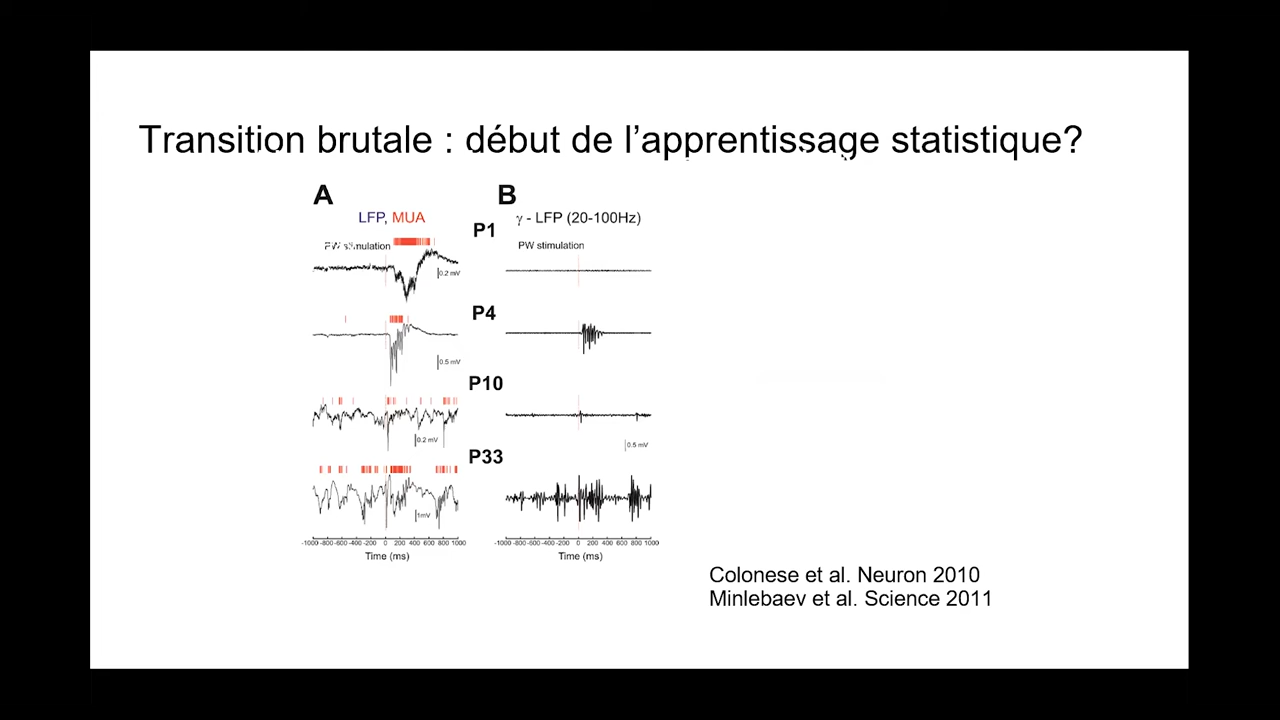 Transition brutale : début de l’apprentissage statistique?
A
B
LFP, MUA
γ - LFP (20-100Hz)
P1
PW stimulation
PW stimulation
0.2 mV
P4
0.5 mV
P10
0.2 mV
0.5 mV
P33
1mV
-1000 -800 -600 -400 -200 0 200 400 600 800 1000
-1000 -800 -600 -400 -200 0 200 400 600 800 1000
Time (ms)
Time (ms)
Colonese et al. Neuron 2010
Minlebaev et al. Science 2011